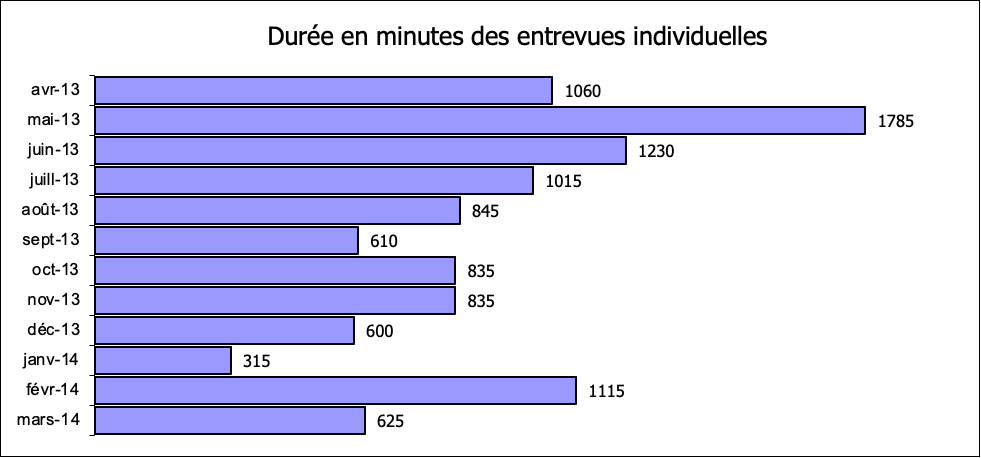 Durée en minutes des entrevues individuelles
avr-13 1060
mai-13 1785
juin-13 1230
juill-13 1015
août-13 845
sept-13 610
oct-13 835
nov-13 835
déc-13 600
janv-14 315
févr-14 1115
mars-14 625